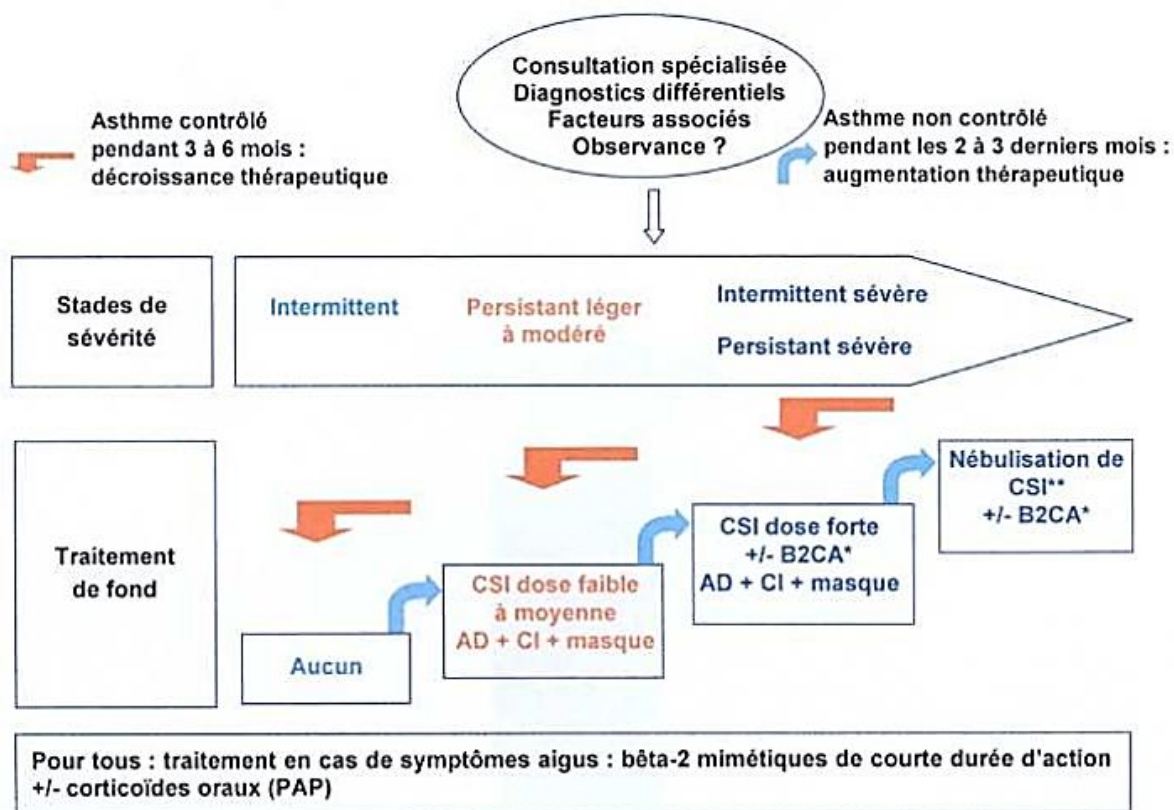 Consultation spécialisée
Diagnostics différentiels
Facteurs associés
Observance ?
Asthme contrôlé
pendant 3 à 6 mois :
décroissance thérapeutique
Asthme non contrôlé
pendant les 2 à 3 derniers mois :
augmentation thérapeutique
Stades de
sévérité
Intermittent
Persistant léger
à modéré
Intermittent sévère
Persistant sévère
Traitement
de fond
Aucun
CSI dose faible
à moyenne
AD + CI + masque
CSI dose forte
+/- B2CA*
AD + CI + masque
Nébulisation de
CSI**
+/- B2CA*
Pour tous : traitement en cas de symptômes aigus : bêta-2 mimétiques de courte durée d'action
+/- corticoïdes oraux (PAP)